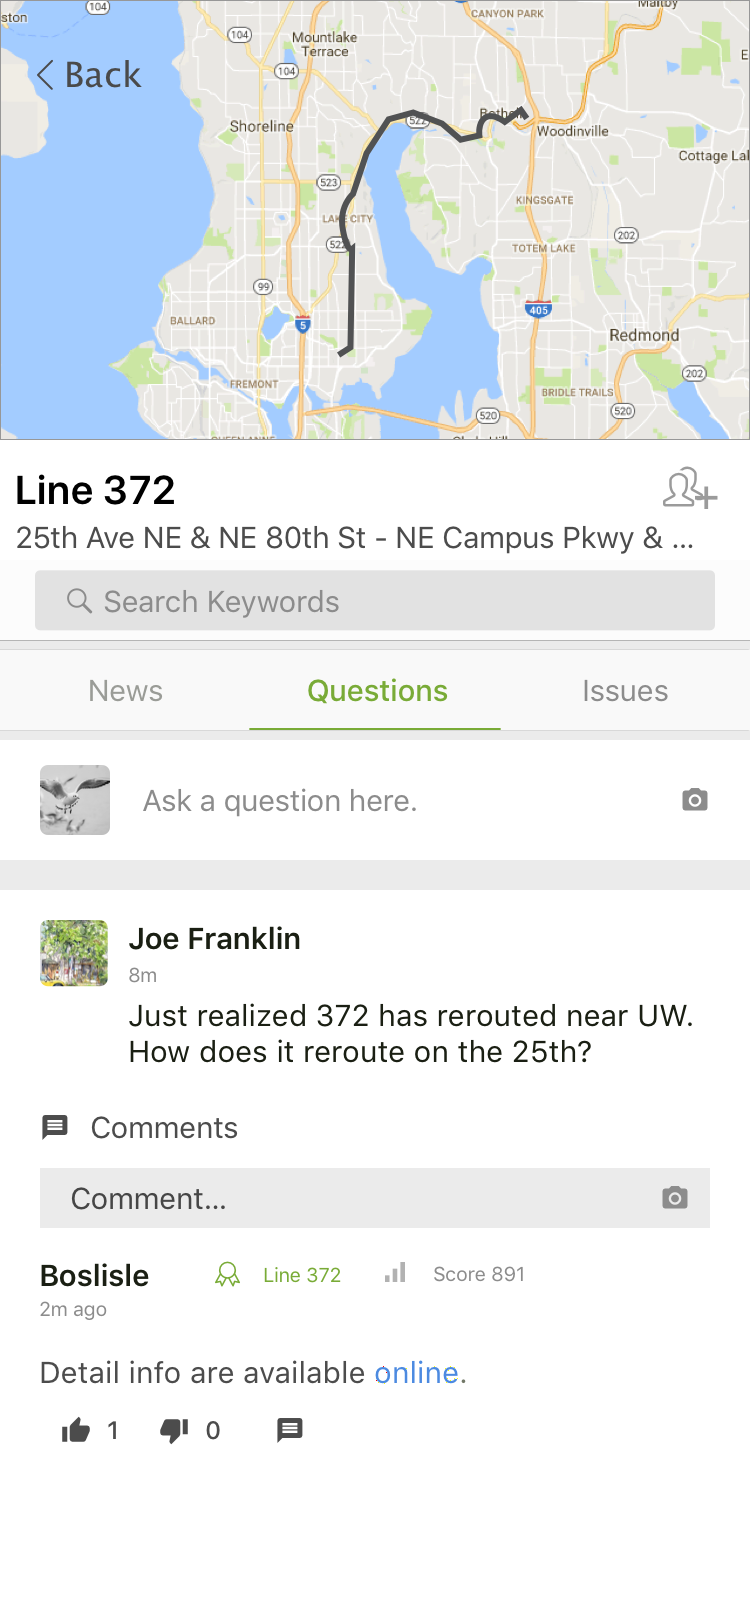 ston
104
CANYON PARK
Maltby
104
Mountlake
Terrace
E
104
< Back
522
Shoreline
Woodinville
Cottage Lal
523
KINGSGATE
LAKE CITY
202
522
TOTEM LAKE
99
405
BALLARD
5
Redmond
202
FREMONT
BRIDLE TRAILS
520
520
QUEEN ANNE
Line 372
25th Ave NE & NE 80th St - NE Campus Pkwy & ...
Search Keywords
News Questions Issues
Ask a question here.
Joe Franklin
8m
Just realized 372 has rerouted near UW.
How does it reroute on the 25th?
Comments
Comment...
Boslisle Line 372 Score 891
2m ago
Detail info are available online.
1 0